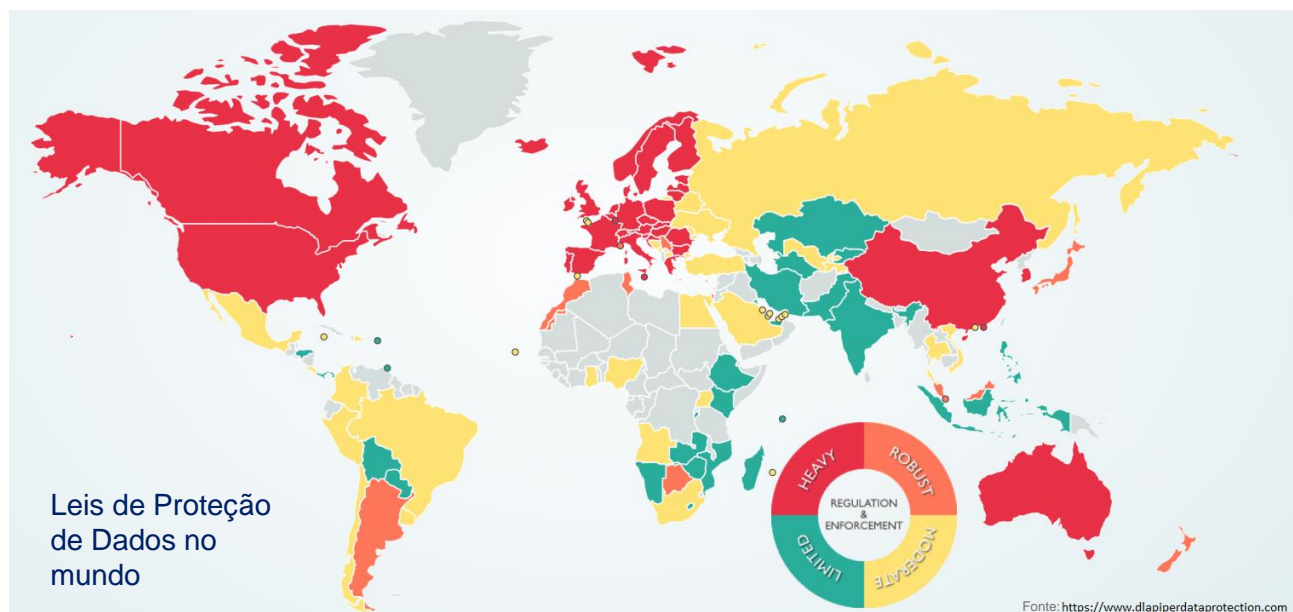 Leis de Proteção
de Dados no
mundo
HEAVY
ROBUST
REGULATION
&
ENFORCEMENT
LIMITED
MODERATE
Fonte: https://www.dlapiperdataprotection.com